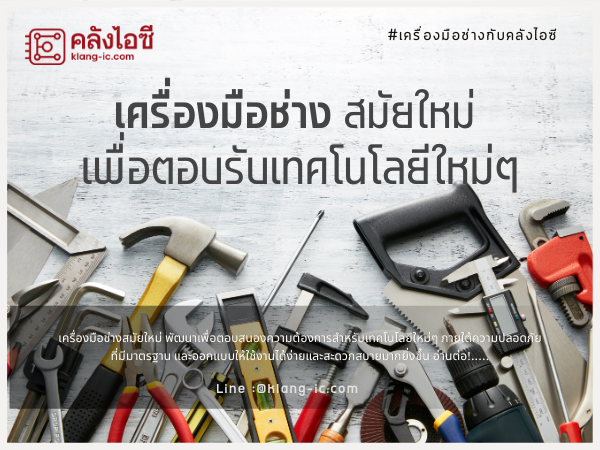 คลังไอซี
klang-ic.com
#เครื่องมือช่างกับคลังไอซี
เครื่องมือช่าง สมัยใหม่
เพื่อตอบรับเทคโนโลยีใหม่ๆ
เครื่องมือช่างสมัยใหม่ พัฒนาเพื่อตอบสนองความต้องการสำหรับเทคโนโลยีใหม่ๆ ภายใต้ความปลอดภัย
ที่มีมาตรฐาน และออกแบบให้ใช้งานได้ง่ายและสะดวกสบายมากยิ่งขึ้น อ่านต่อ!.....
Line :@klang-ic.com